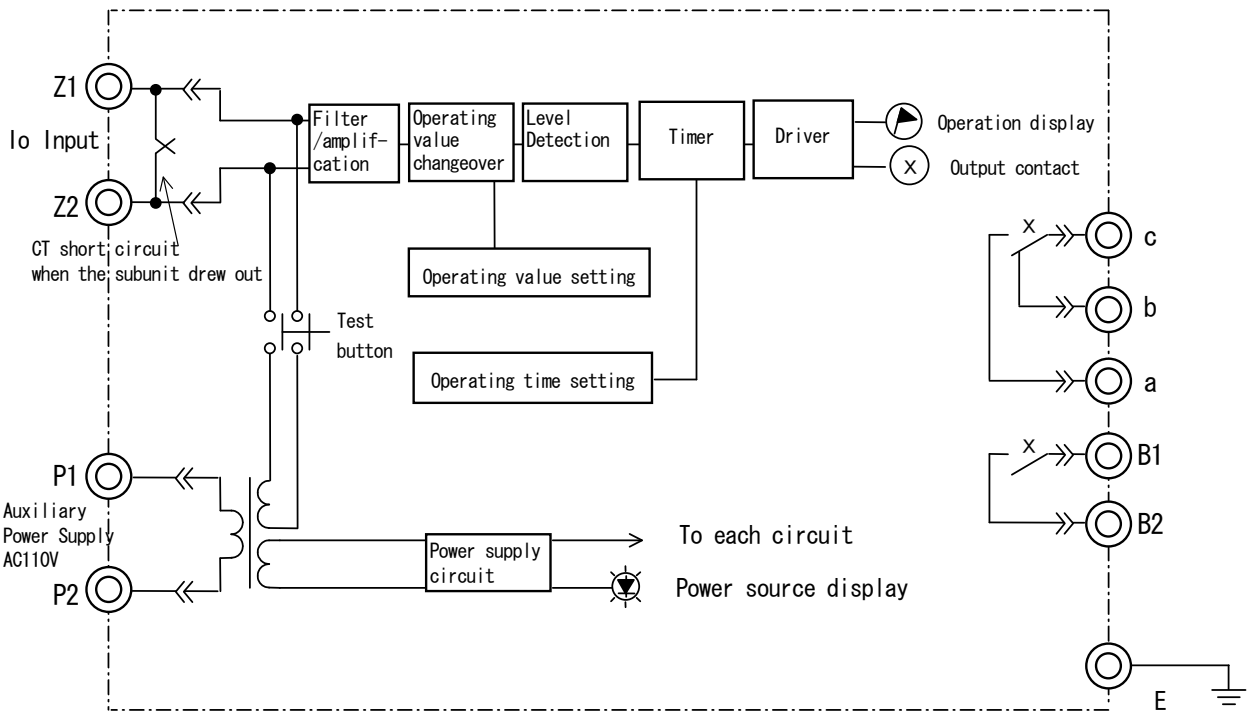 Z1
Io Input
Z2
CT short circuit
when the subunit drew out
Filter
/amplif-
cation
Operating
value
changeover
Level
Detection
Timer
Driver
Operation display
X
Output contact
Operating value setting
Test
button
Operating time setting
X
c
b
a
X
B1
B2
P1
Auxiliary
Power Supply
AC110V
P2
Power supply
circuit
To each circuit
Power source display
E